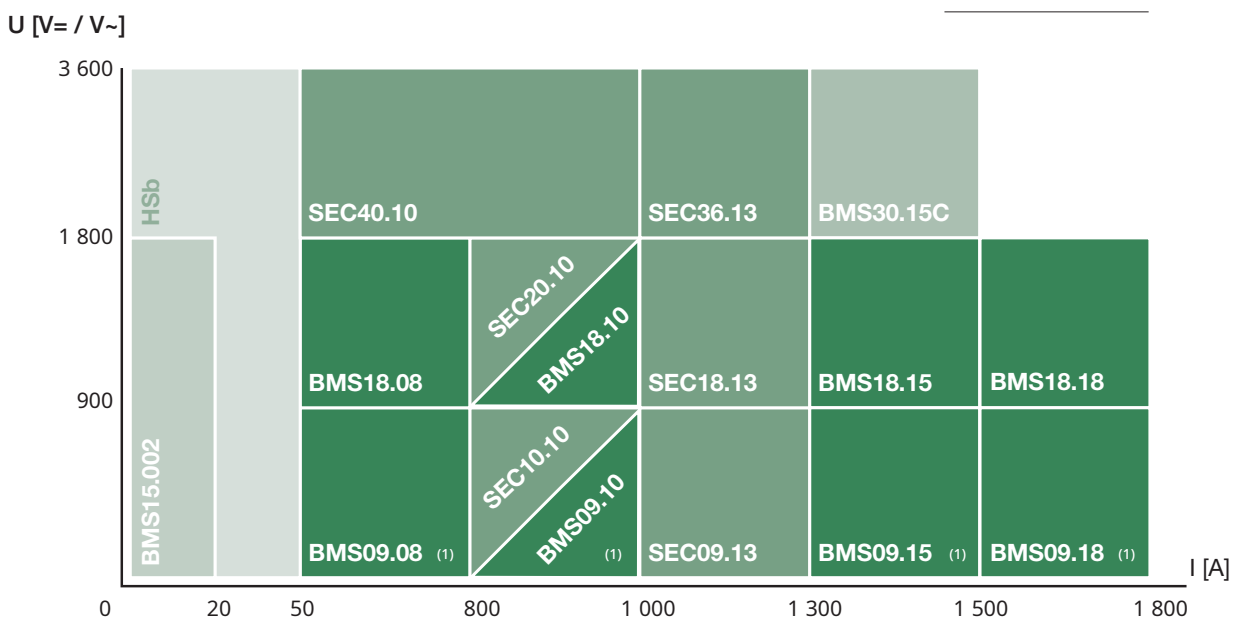 U [V= / V~]
3 600
HSb
SEC40.10
SEC36.13
BMS30.15C
1 800
SEC20.10
BMS18.10
BMS18.08
SEC18.13
BMS18.15
BMS18.18
900
BMS15.002
SEC10.10
BMS09.10 (1)
BMS09.08 (1)
SEC09.13
BMS09.15 (1)
BMS09.18 (1)
I [A]
0 20 50 800 1 000 1 300 1 500 1 800